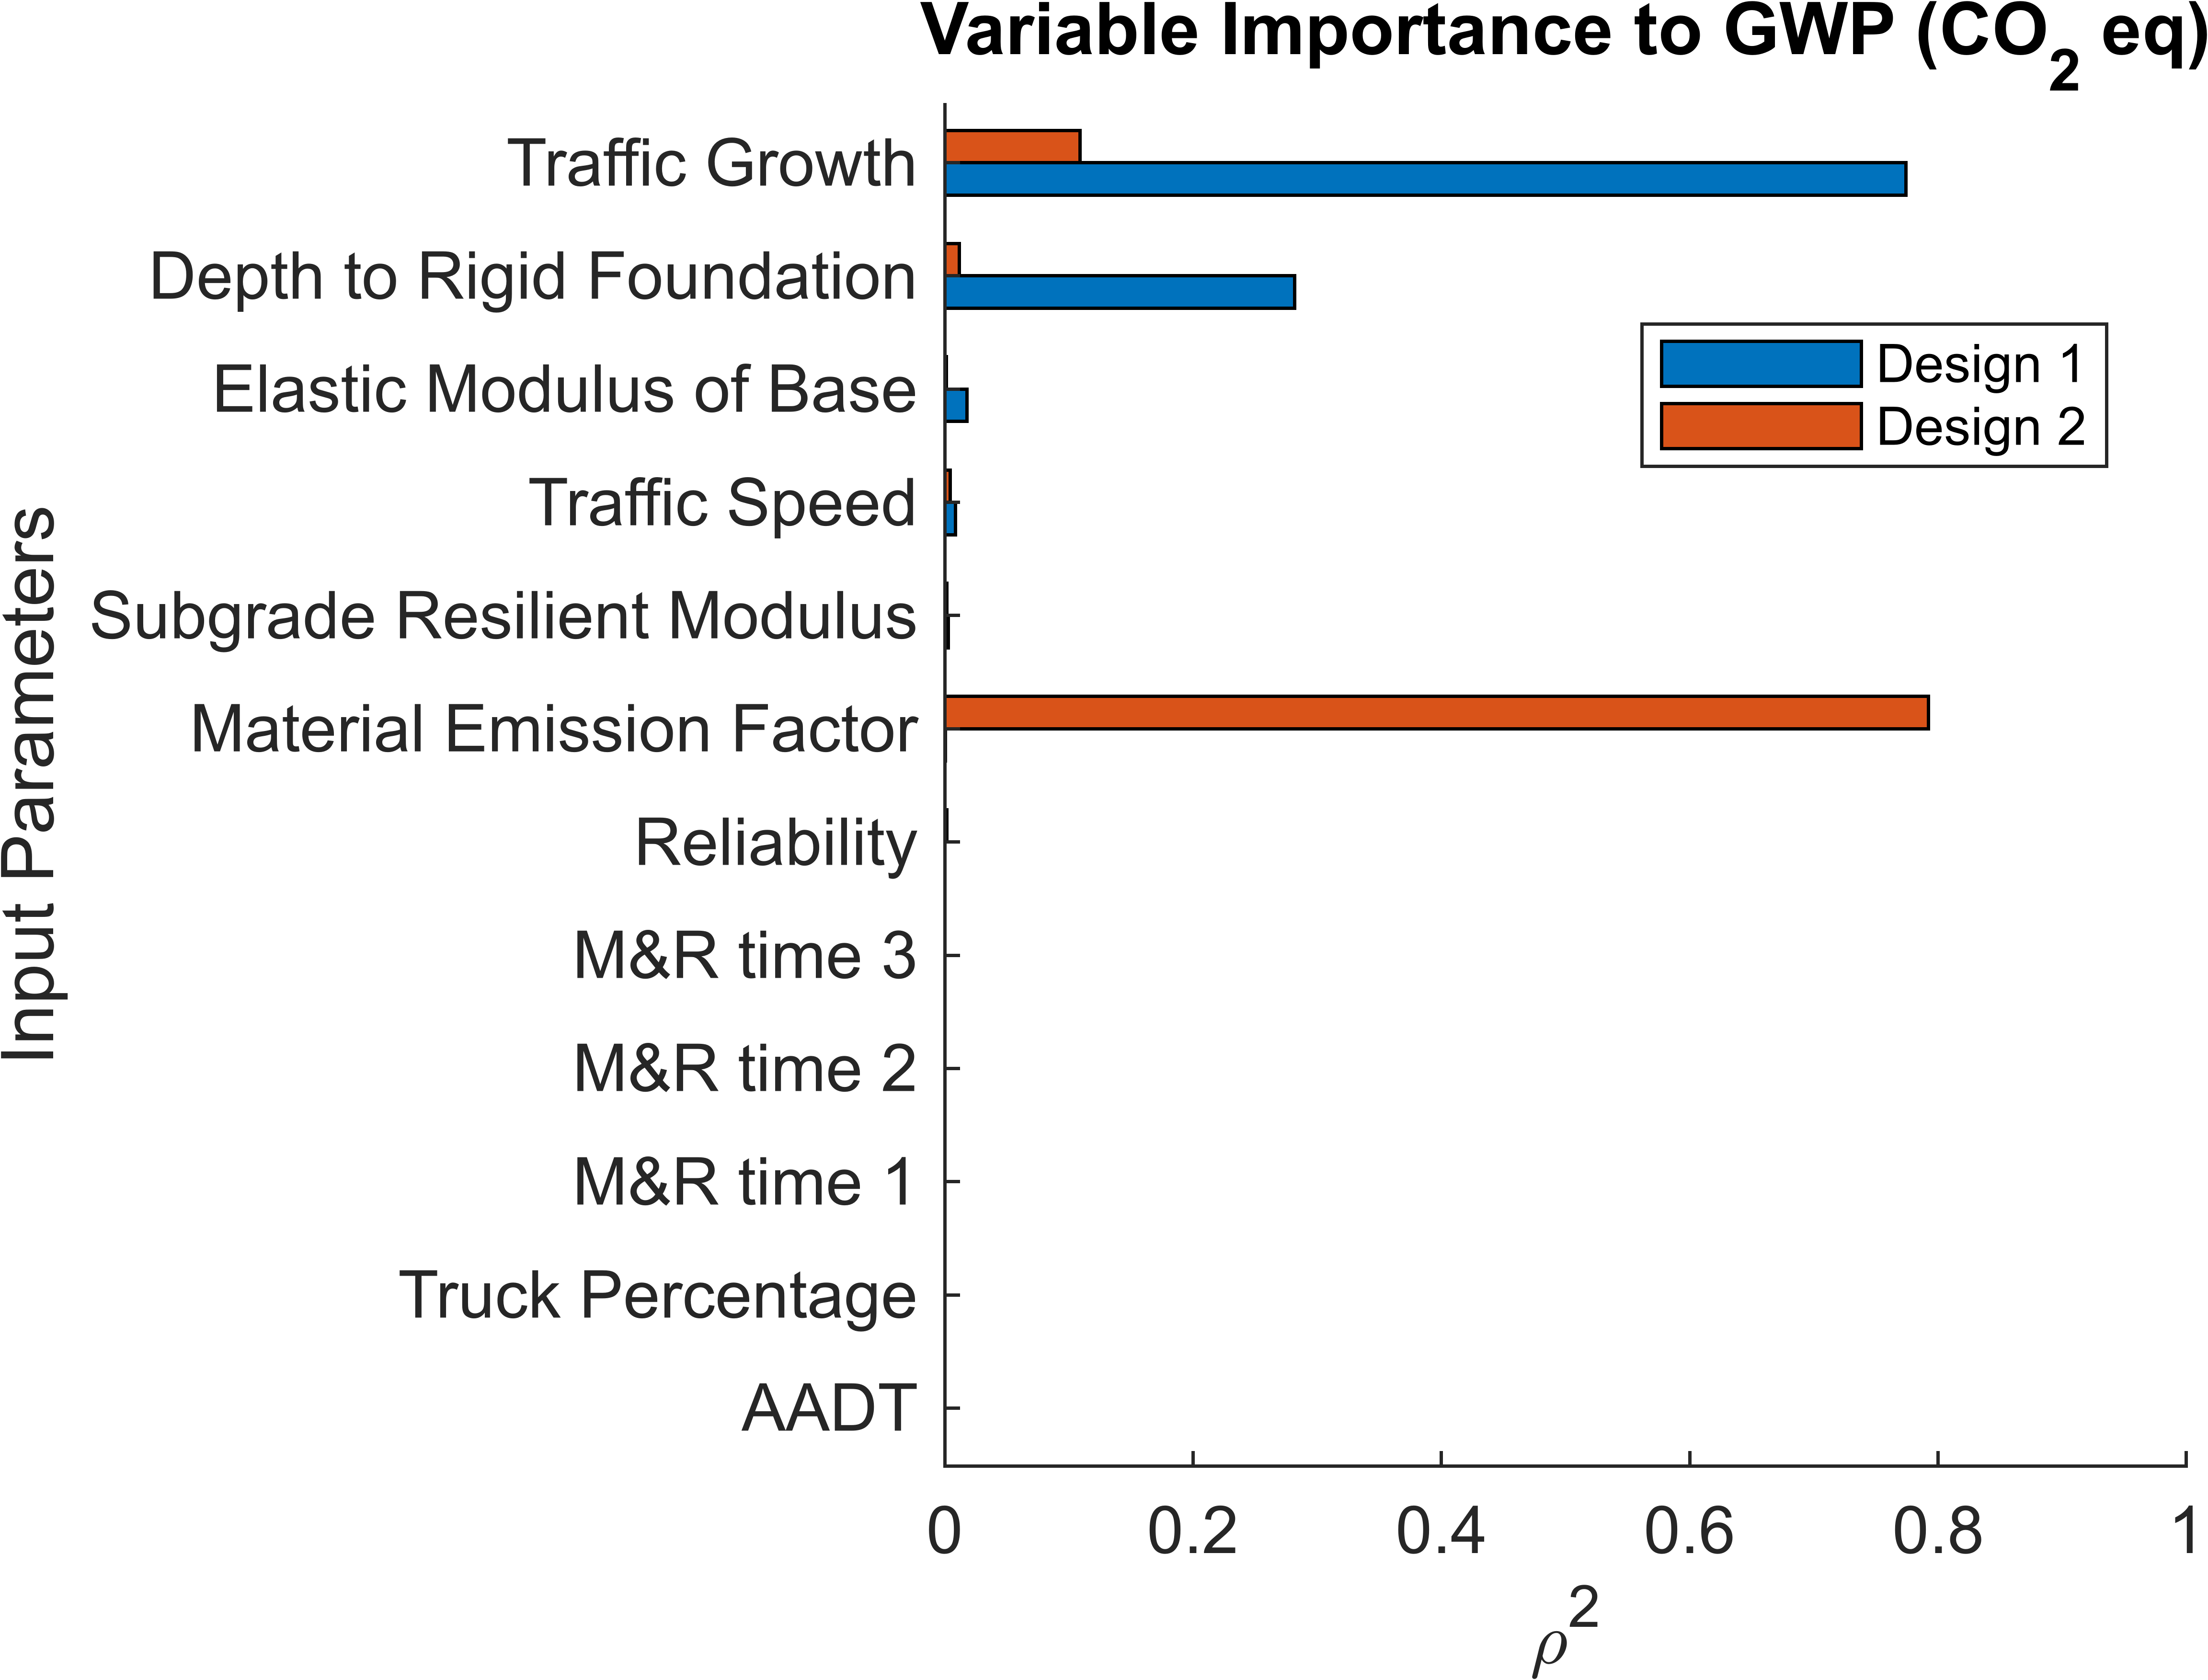 Variable Importance to GWP (CO₂ eq)
Traffic Growth
Depth to Rigid Foundation
Elastic Modulus of Base
Traffic Speed
Subgrade Resilient Modulus
Material Emission Factor
Reliability
M&R time 3
M&R time 2
M&R time 1
Truck Percentage
AADT
Input Parameters
Design 1
Design 2
0 0.2 0.4 0.6 0.8 1
ρ²